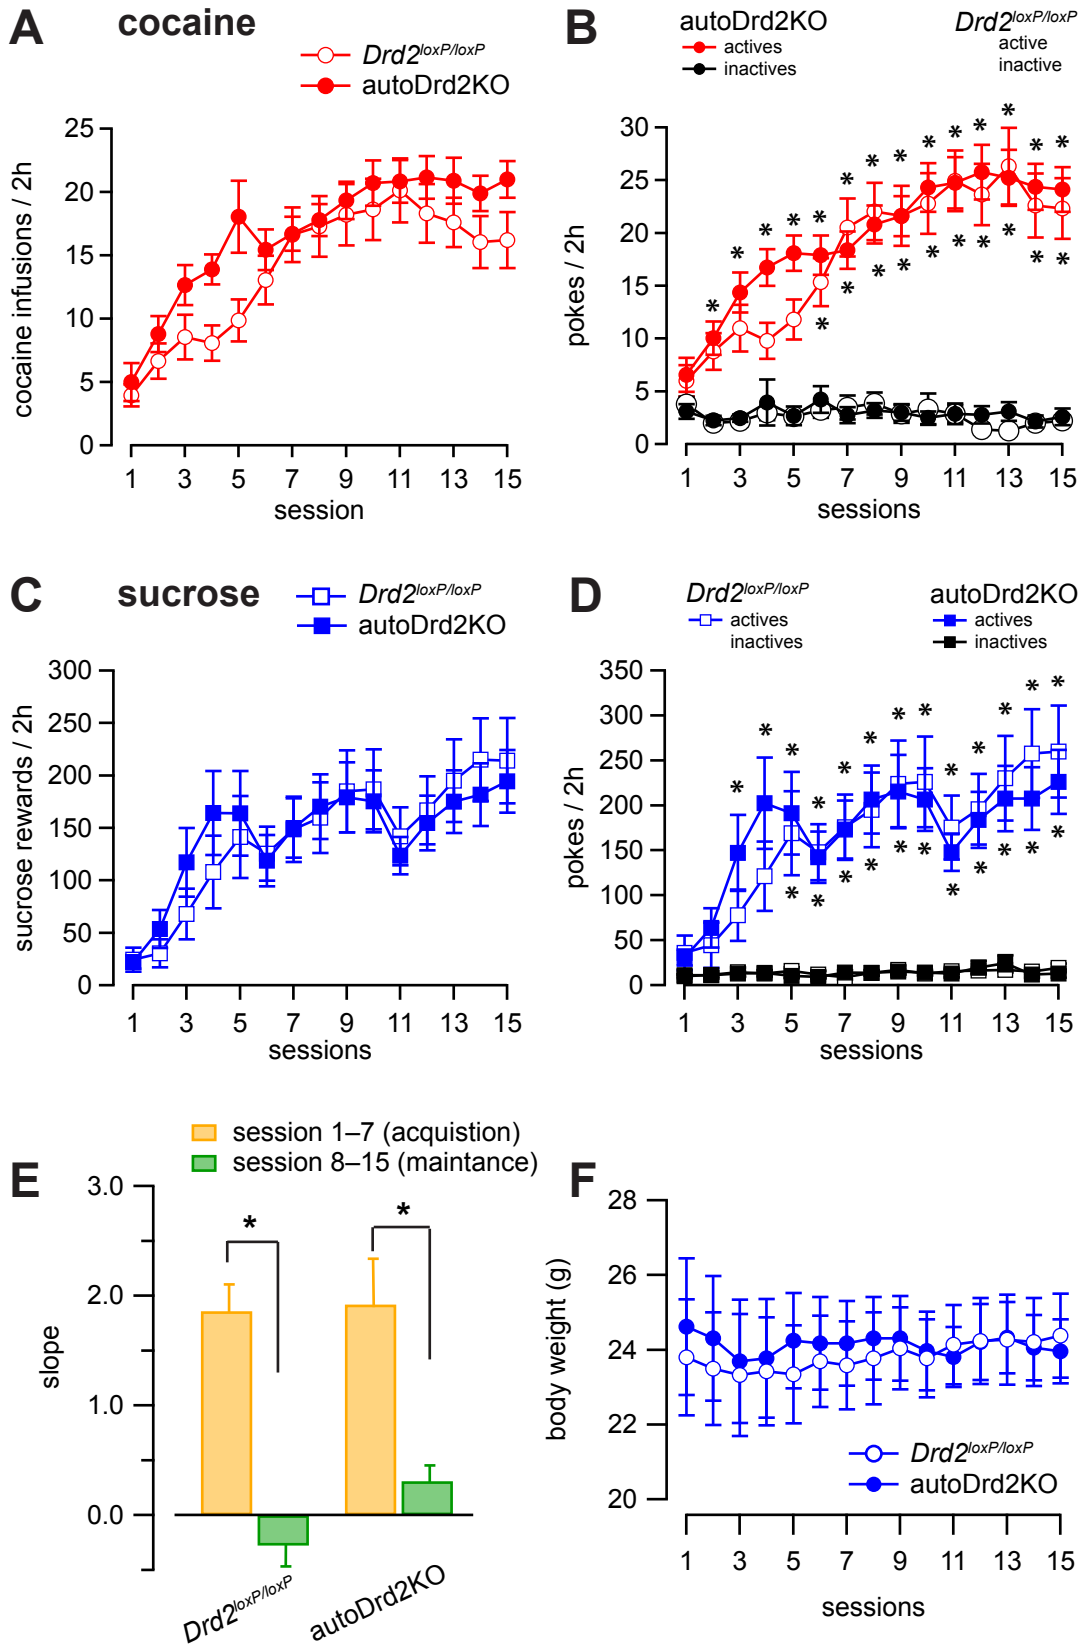 A cocaine
Drd2loxP/loxP
autoDrd2KO
cocaine infusions / 2h
25
20
15
10
5
0
1 3 5 7 9 11 13 15
session
B autoDrd2KO Drd2loxP/loxP
actives active
inactives inactive
pokes / 2h
30
25
20
15
10
5
0
* * * * * * * * * * * * * *
* * * * * * * * * *
1 3 5 7 9 11 13 15
sessions
C sucrose
Drd2loxP/loxP
autoDrd2KO
sucrose rewards / 2h
300
250
200
150
100
50
0
1 3 5 7 9 11 13 15
sessions
D Drd2loxP/loxP autoDrd2KO
actives actives
inactives inactives
pokes / 2h
350
300
250
200
150
100
50
0
* * * * * * * * * * * * *
* * * * * * * * * * *
1 3 5 7 9 11 13 15
sessions
E
session 1–7 (acquistion)
session 8–15 (maintance)
slope
3.0
2.0
1.0
0.0
* *
Drd2loxP/loxP autoDrd2KO
F
body weight (g)
28
26
24
22
20
Drd2loxP/loxP
autoDrd2KO
1 3 5 7 9 11 13 15
sessions